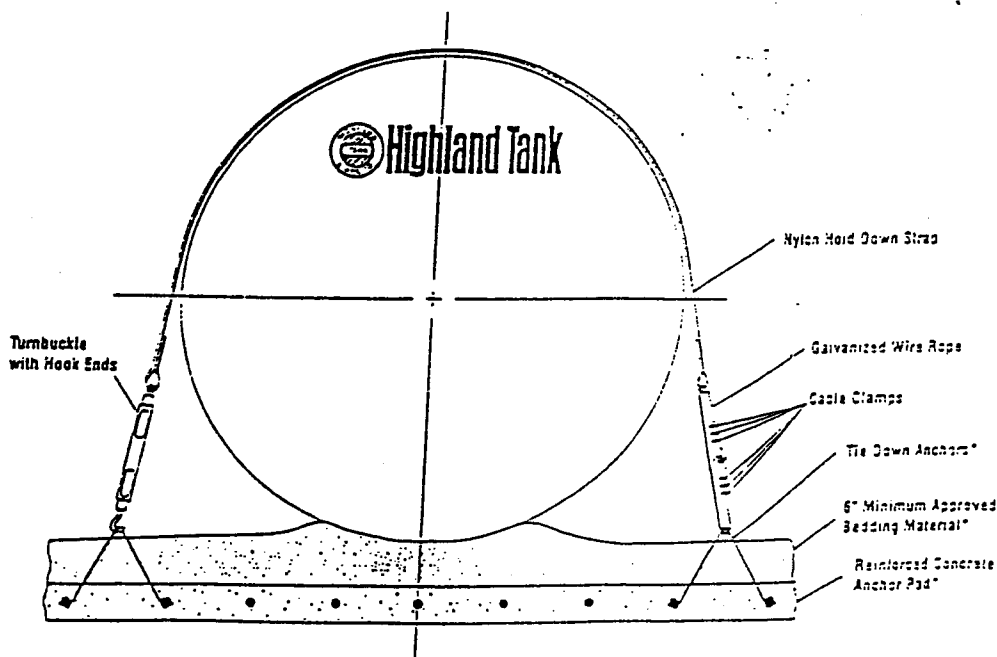 Highland Tank
Nylon Hold Down Strap
Turnbuckle
with Hook Ends
Galvanized Wire Rope
Cable Clamps
Tie Down Anchors*
6" Minimum Approved
Bedding Material*
Reinforced Concrete
Anchor Pad*